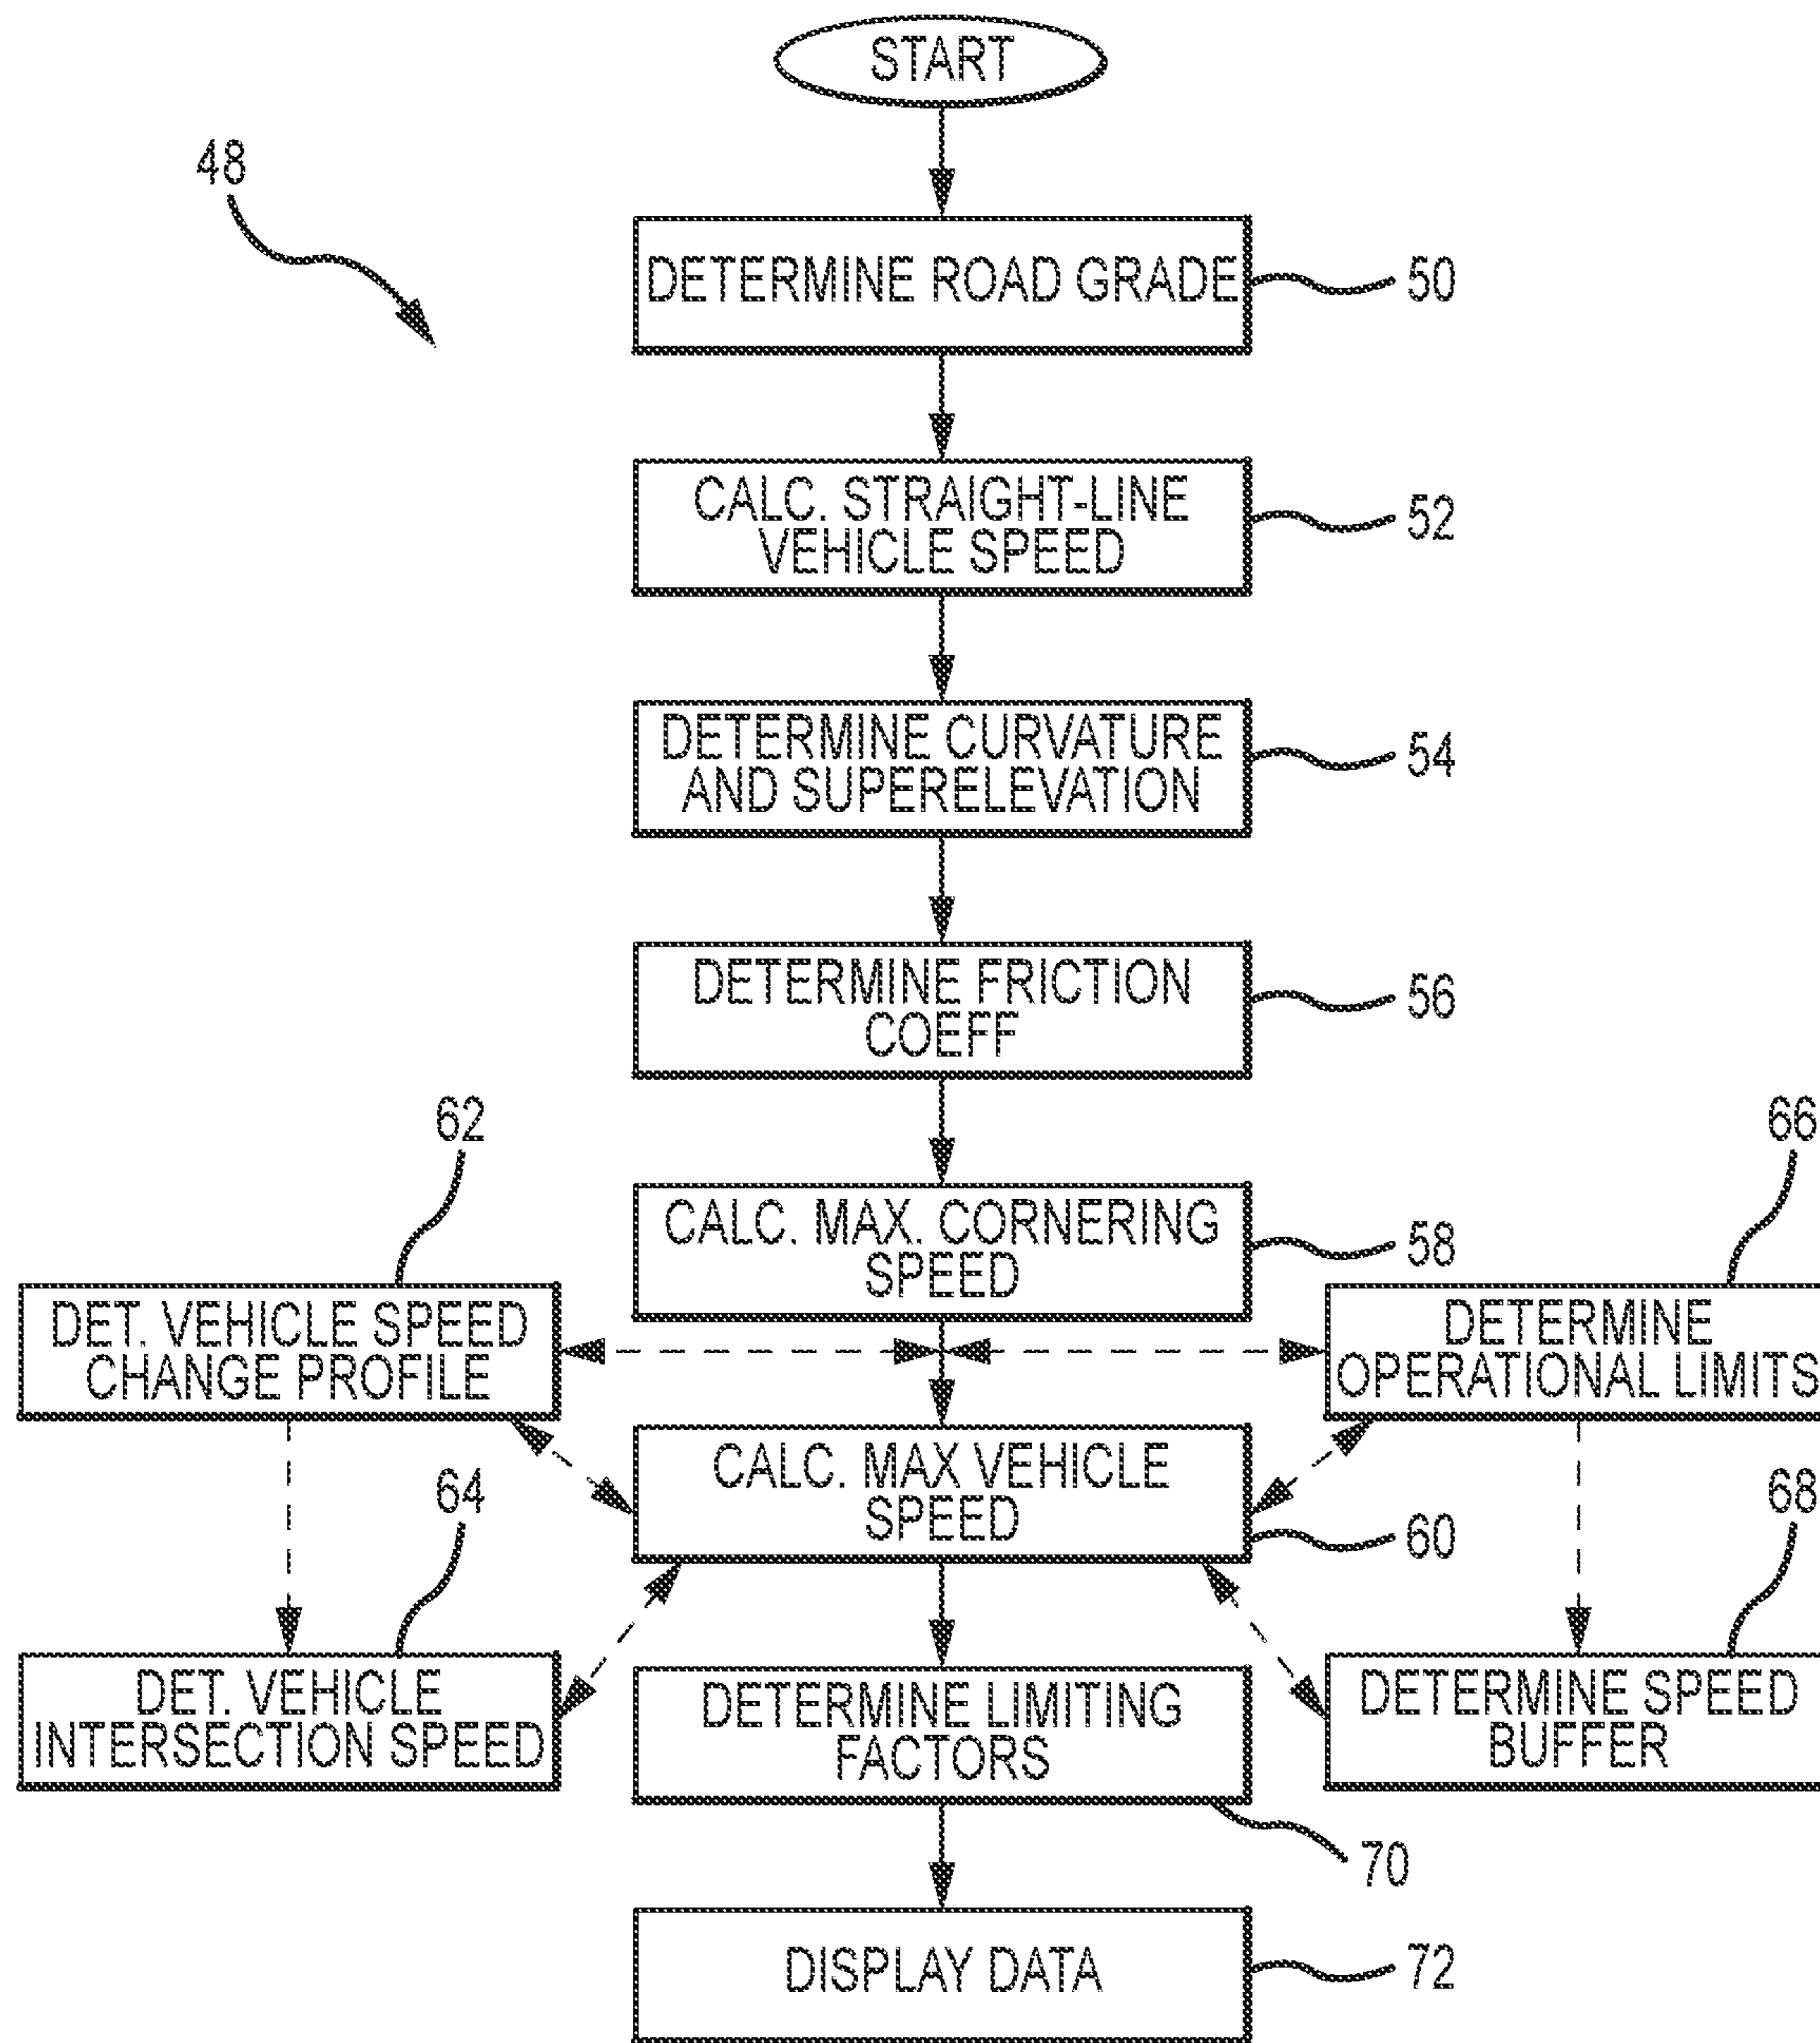 START
48
DETERMINE ROAD GRADE
50
CALC. STRAIGHT-LINE
VEHICLE SPEED
52
DETERMINE CURVATURE
AND SUPERELEVATION
54
DETERMINE FRICTION
COEFF
56
CALC. MAX. CORNERING
SPEED
58
62
DET. VEHICLE SPEED
CHANGE PROFILE
66
DETERMINE
OPERATIONAL LIMITS
CALC. MAX VEHICLE
SPEED
60
64
DET. VEHICLE
INTERSECTION SPEED
68
DETERMINE SPEED
BUFFER
DETERMINE LIMITING
FACTORS
70
DISPLAY DATA
72